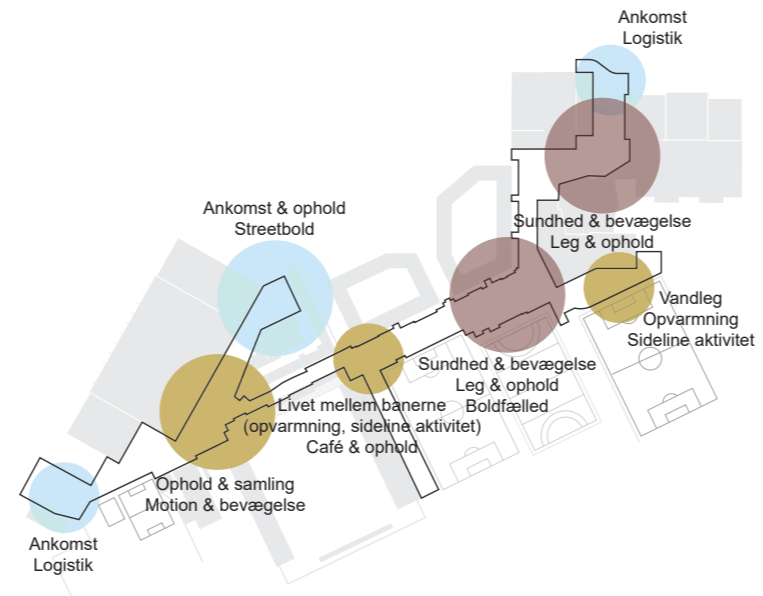 Ankomst
Logistik
Ankomst & ophold
Streetbold
Sundhed & bevægelse
Leg & ophold
Vandleg
Opvarmning
Sideline aktivitet
Sundhed & bevægelse
Leg & ophold
Boldfælled
Livet mellem banerne
(opvarmning, sideline aktivitet)
Café & ophold
Ophold & samling
Motion & bevægelse
Ankomst
Logistik